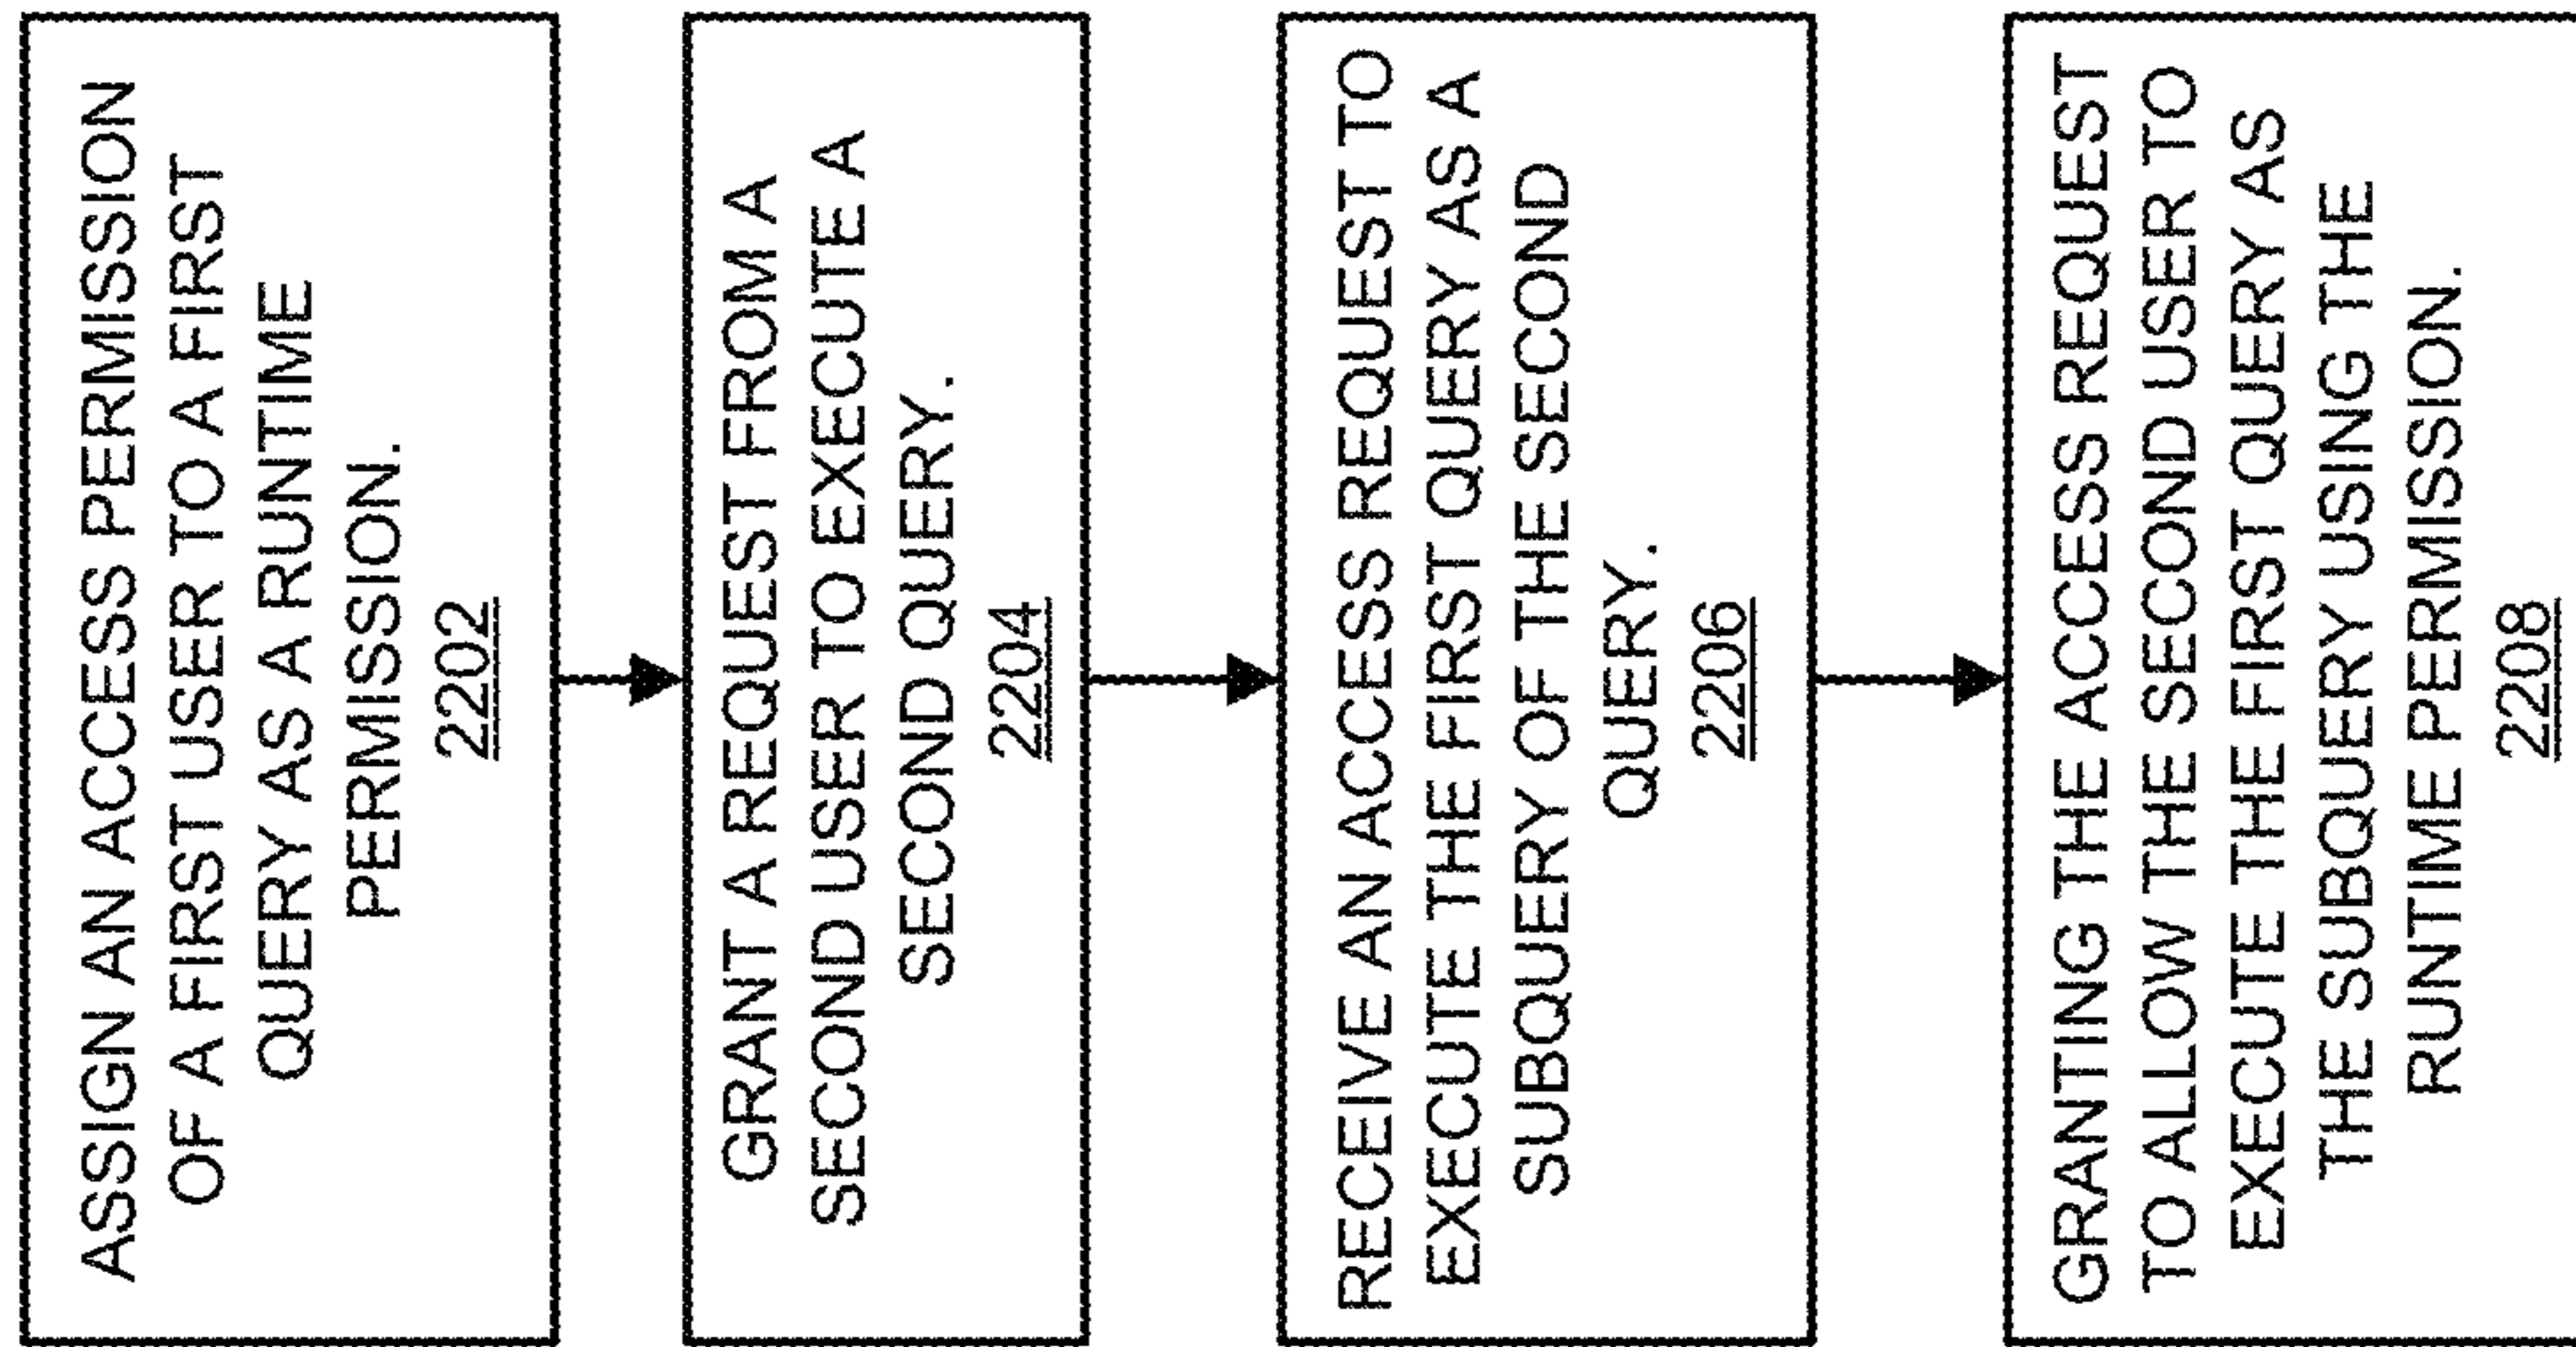 ASSIGN AN ACCESS PERMISSION
OF A FIRST USER TO A FIRST
QUERY AS A RUNTIME
PERMISSION.
2202
GRANT A REQUEST FROM A
SECOND USER TO EXECUTE A
SECOND QUERY.
2204
RECEIVE AN ACCESS REQUEST TO
EXECUTE THE FIRST QUERY AS A
SUBQUERY OF THE SECOND
QUERY.
2206
GRANTING THE ACCESS REQUEST
TO ALLOW THE SECOND USER TO
EXECUTE THE FIRST QUERY AS
THE SUBQUERY USING THE
RUNTIME PERMISSION.
2208